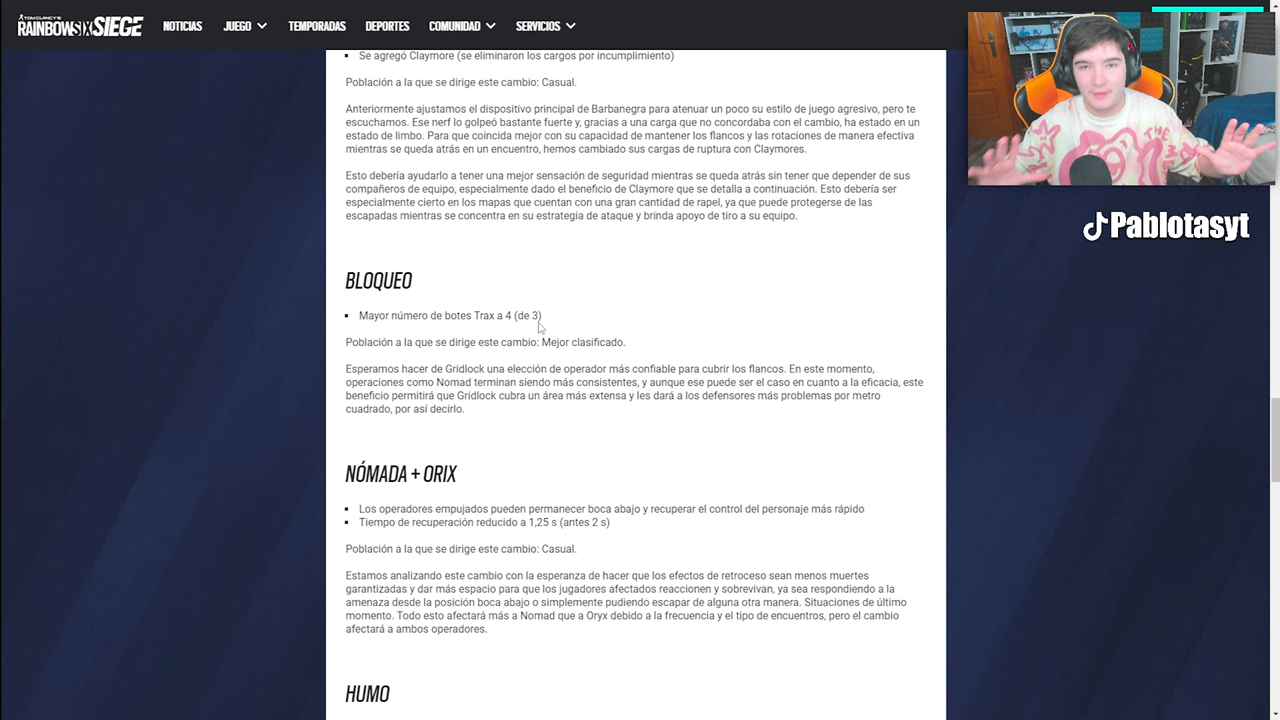 TOM CLANCY'S
RAINBOWSIX SIEGE
NOTICIAS
JUEGO
TEMPORADAS
DEPORTES
COMUNIDAD
SERVICIOS
Se agregó Claymore (se eliminaron los cargos por incumplimiento)
Población a la que se dirige este cambio: Casual.
Anteriormente ajustamos el dispositivo principal de Barbanegra para atenuar un poco su estilo de juego agresivo, pero te
escuchamos. Ese nerf lo golpeó bastante fuerte y, gracias a una carga que no concordaba con el cambio, ha estado en un
estado de limbo. Para que coincida mejor con su capacidad de mantener los flancos y las rotaciones de manera efectiva
mientras se queda atrás en un encuentro, hemos cambiado sus cargas de ruptura con Claymores.
Esto debería ayudarlo a tener una mejor sensación de seguridad mientras se queda atrás sin tener que depender de sus
compañeros de equipo, especialmente dado el beneficio de Claymore que se detalla a continuación. Esto debería ser
especialmente cierto en los mapas que cuentan con una gran cantidad de rapel, ya que puede protegerse de las
escapadas mientras se concentra en su estrategia de ataque y brinda apoyo de tiro a su equipo.
Pablotasyt
BLOQUEO
Mayor número de botes Trax a 4 (de 3)
Población a la que se dirige este cambio: Mejor clasificado.
Esperamos hacer de Gridlock una elección de operador más confiable para cubrir los flancos. En este momento,
operaciones como Nomad terminan siendo más consistentes, y aunque ese puede ser el caso en cuanto a la eficacia, este
beneficio permitirá que Gridlock cubra un área más extensa y les dará a los defensores más problemas por metro
cuadrado, por así decirlo.
NÓMADA + ORIX
Los operadores empujados pueden permanecer boca abajo y recuperar el control del personaje más rápido
Tiempo de recuperación reducido a 1,25 s (antes 2 s)
Población a la que se dirige este cambio: Casual.
Estamos analizando este cambio con la esperanza de hacer que los efectos de retroceso sean menos muertes
garantizadas y dar más espacio para que los jugadores afectados reaccionen y sobrevivan, ya sea respondiendo a la
amenaza desde la posición boca abajo o simplemente pudiendo escapar de alguna otra manera. Situaciones de último
momento. Todo esto afectará más a Nomad que a Oryx debido a la frecuencia y el tipo de encuentros, pero el cambio
afectará a ambos operadores.
HUMO